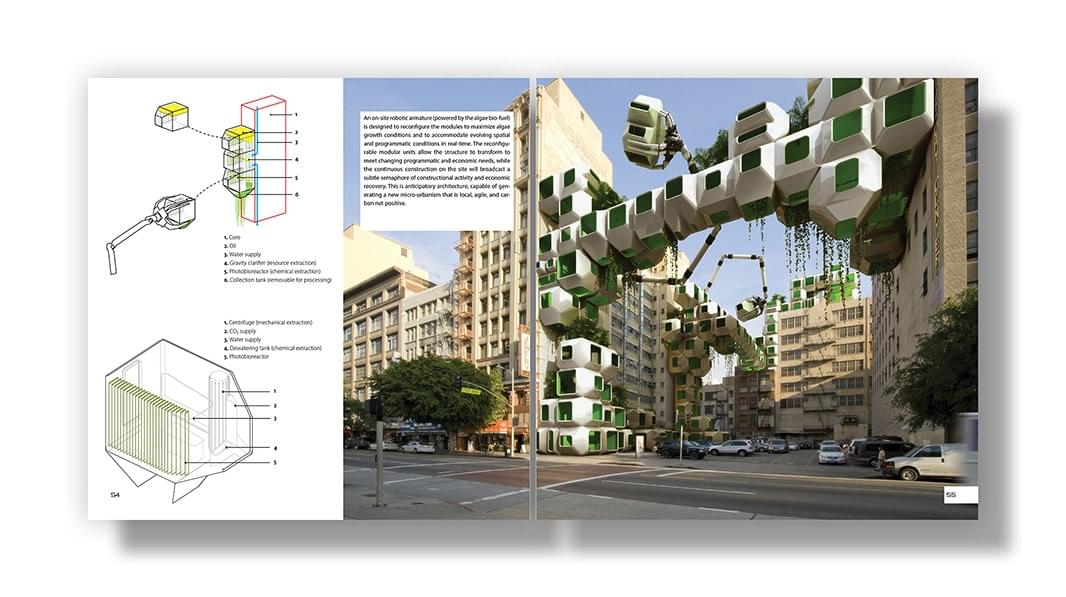 1
2
3
4
5
6
1. Core
2. Oil
3. Water supply
4. Gravity clarifier (resource extraction)
5. Photobioreactor (chemical extraction)
6. Collection tank (removable for processing)
1. Centrifuge (mechanical extraction)
2. CO₂ supply
3. Water supply
4. Dewatering tank (chemical extraction)
5. Photobioreactor
1
2
3
4
5
54
An on-site robotic armature (powered by the algae bio-fuel)
is designed to reconfigure the modules to maximize algae
growth conditions and to accommodate evolving spatial
and programmatic conditions in real-time. The reconfigu-
rable modular units allow the structure to transform to
meet changing programmatic and economic needs, while
the continuous construction on the site will broadcast a
subtle semaphore of constructional activity and economic
recovery. This is anticipatory architecture, capable of gen-
erating a new micro-urbanism that is local, agile, and car-
bon net positive.
55